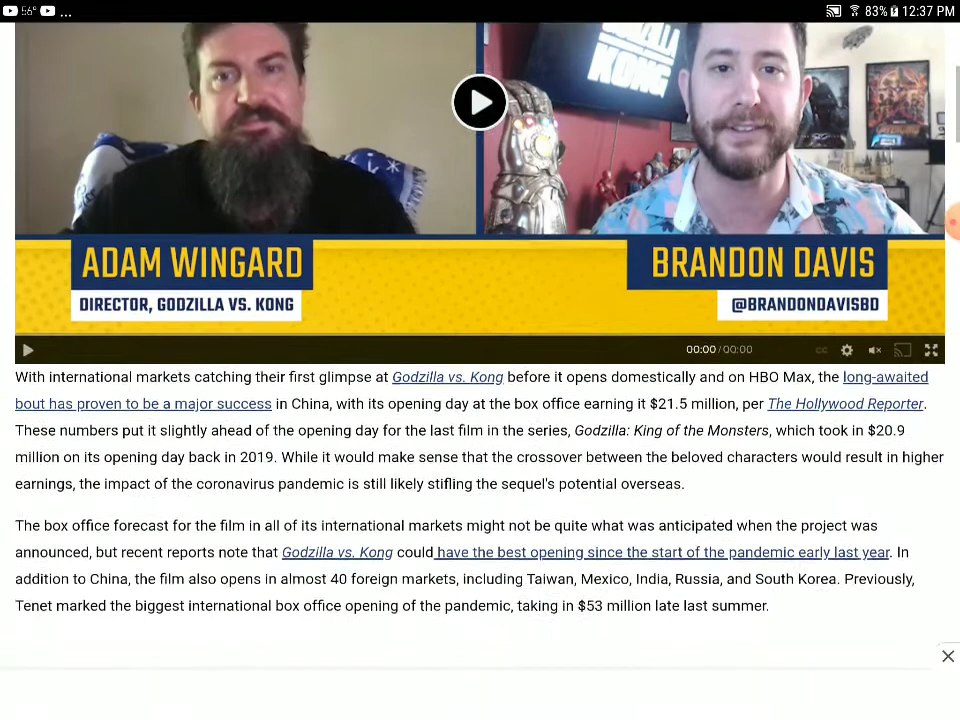 56° ...
83% 12:37 PM
GODZILLA
KONG
ADAM WINGARD
DIRECTOR, GODZILLA VS. KONG
BRANDON DAVIS
@BRANDONDAVISBD
00:00 / 00:00 CC
With international markets catching their first glimpse at Godzilla vs. Kong before it opens domestically and on HBO Max, the long-awaited
bout has proven to be a major success in China, with its opening day at the box office earning it $21.5 million, per The Hollywood Reporter.
These numbers put it slightly ahead of the opening day for the last film in the series, Godzilla: King of the Monsters, which took in $20.9
million on its opening day back in 2019. While it would make sense that the crossover between the beloved characters would result in higher
earnings, the impact of the coronavirus pandemic is still likely stifling the sequel's potential overseas.
The box office forecast for the film in all of its international markets might not be quite what was anticipated when the project was
announced, but recent reports note that Godzilla vs. Kong could have the best opening since the start of the pandemic early last year. In
addition to China, the film also opens in almost 40 foreign markets, including Taiwan, Mexico, India, Russia, and South Korea. Previously,
Tenet marked the biggest international box office opening of the pandemic, taking in $53 million late last summer.